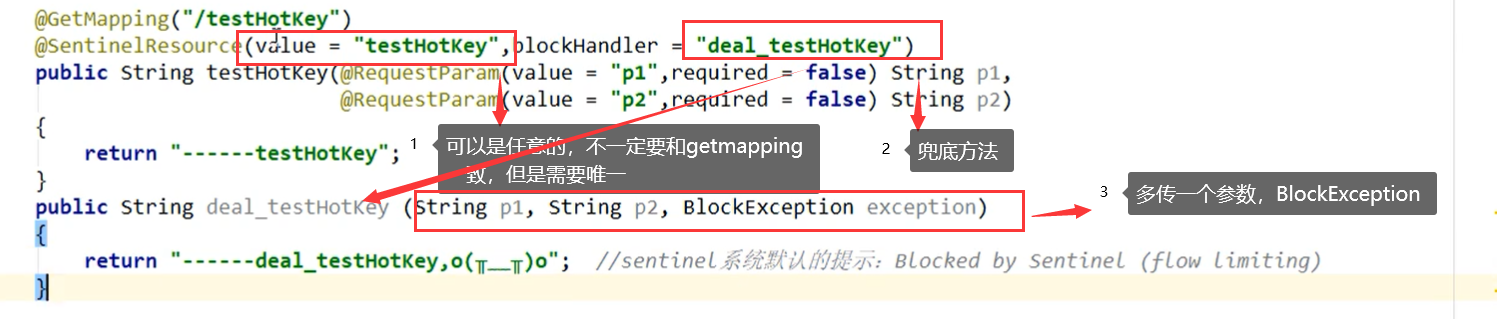 @GetMapping("/testHotKey")
@SentinelResource(value = "testHotKey",blockHandler = "deal_testHotKey")
public String testHotKey(@RequestParam(value = "p1",required = false) String p1,
@RequestParam(value = "p2",required = false) String p2)
{
return "------testHotKey";
1 可以是任意的，不一定要和getmapping
一致，但是需要唯一
2 兜底方法
}
public String deal_testHotKey (String p1, String p2, BlockException exception)
3 多传一个参数，BlockException
{
return "------deal_testHotKey,o(╥﹏╥)o"; //sentinel系统默认的提示：Blocked by Sentinel (flow limiting)
}